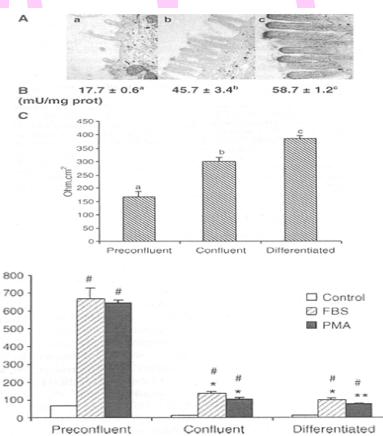 A a b c
B 17.7 ± 0.6ᵃ 45.7 ± 3.4ᵇ 58.7 ± 1.2ᶜ
(mU/mg prot)
C
450
400
350
300
250
200
150
100
50
0
Ohm.cm²
a b c
Preconfluent Confluent Differentiated
800
700
600
500
400
300
200
100
0
# # # # # #
* * * **
Control
FBS
PMA
Preconfluent Confluent Differentiated